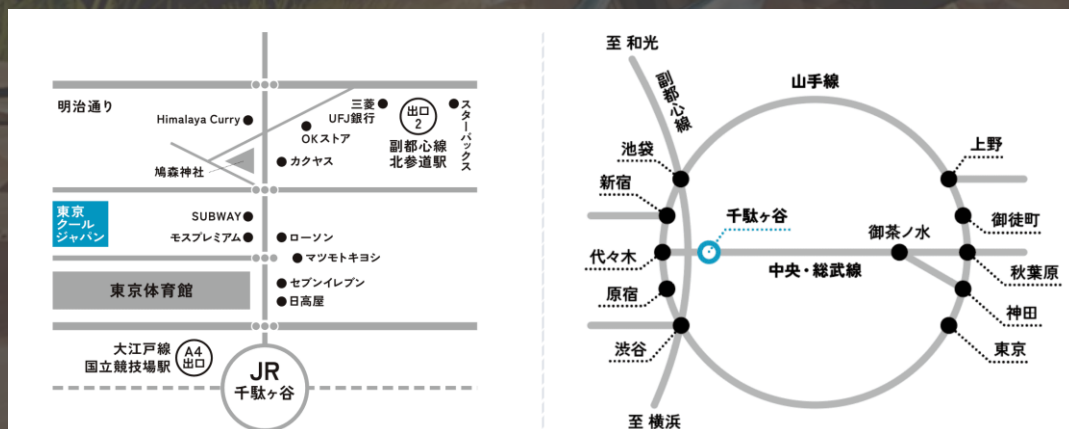 明治通り
Himalaya Curry
三菱
UFJ銀行
出口
2
スターバックス
OKストア
副都心線
北参道駅
カクヤス
鳩森神社
東京
クール
ジャパン
SUBWAY
モスプレミアム
ローソン
マツモトキヨシ
東京体育館
セブンイレブン
日高屋
大江戸線
国立競技場駅
A4
出口
JR
千駄ヶ谷
至 和光
副都心線
山手線
池袋
上野
新宿
千駄ヶ谷
御徒町
御茶ノ水
代々木
中央・総武線
秋葉原
原宿
神田
渋谷
東京
至 横浜